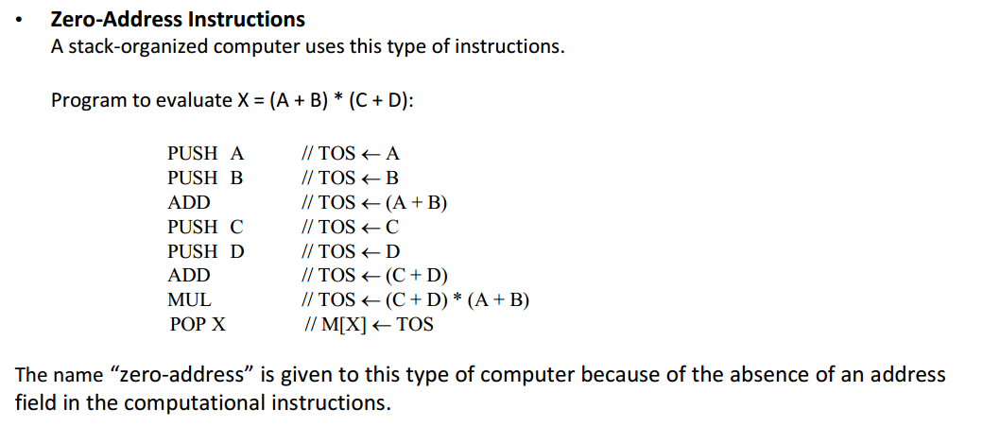 • Zero-Address Instructions
A stack-organized computer uses this type of instructions.
Program to evaluate X = (A + B) * (C + D):
PUSH A // TOS ← A
PUSH B // TOS ← B
ADD // TOS ← (A + B)
PUSH C // TOS ← C
PUSH D // TOS ← D
ADD // TOS ← (C + D)
MUL // TOS ← (C + D) * (A + B)
POP X // M[X] ← TOS
The name “zero-address” is given to this type of computer because of the absence of an address
field in the computational instructions.